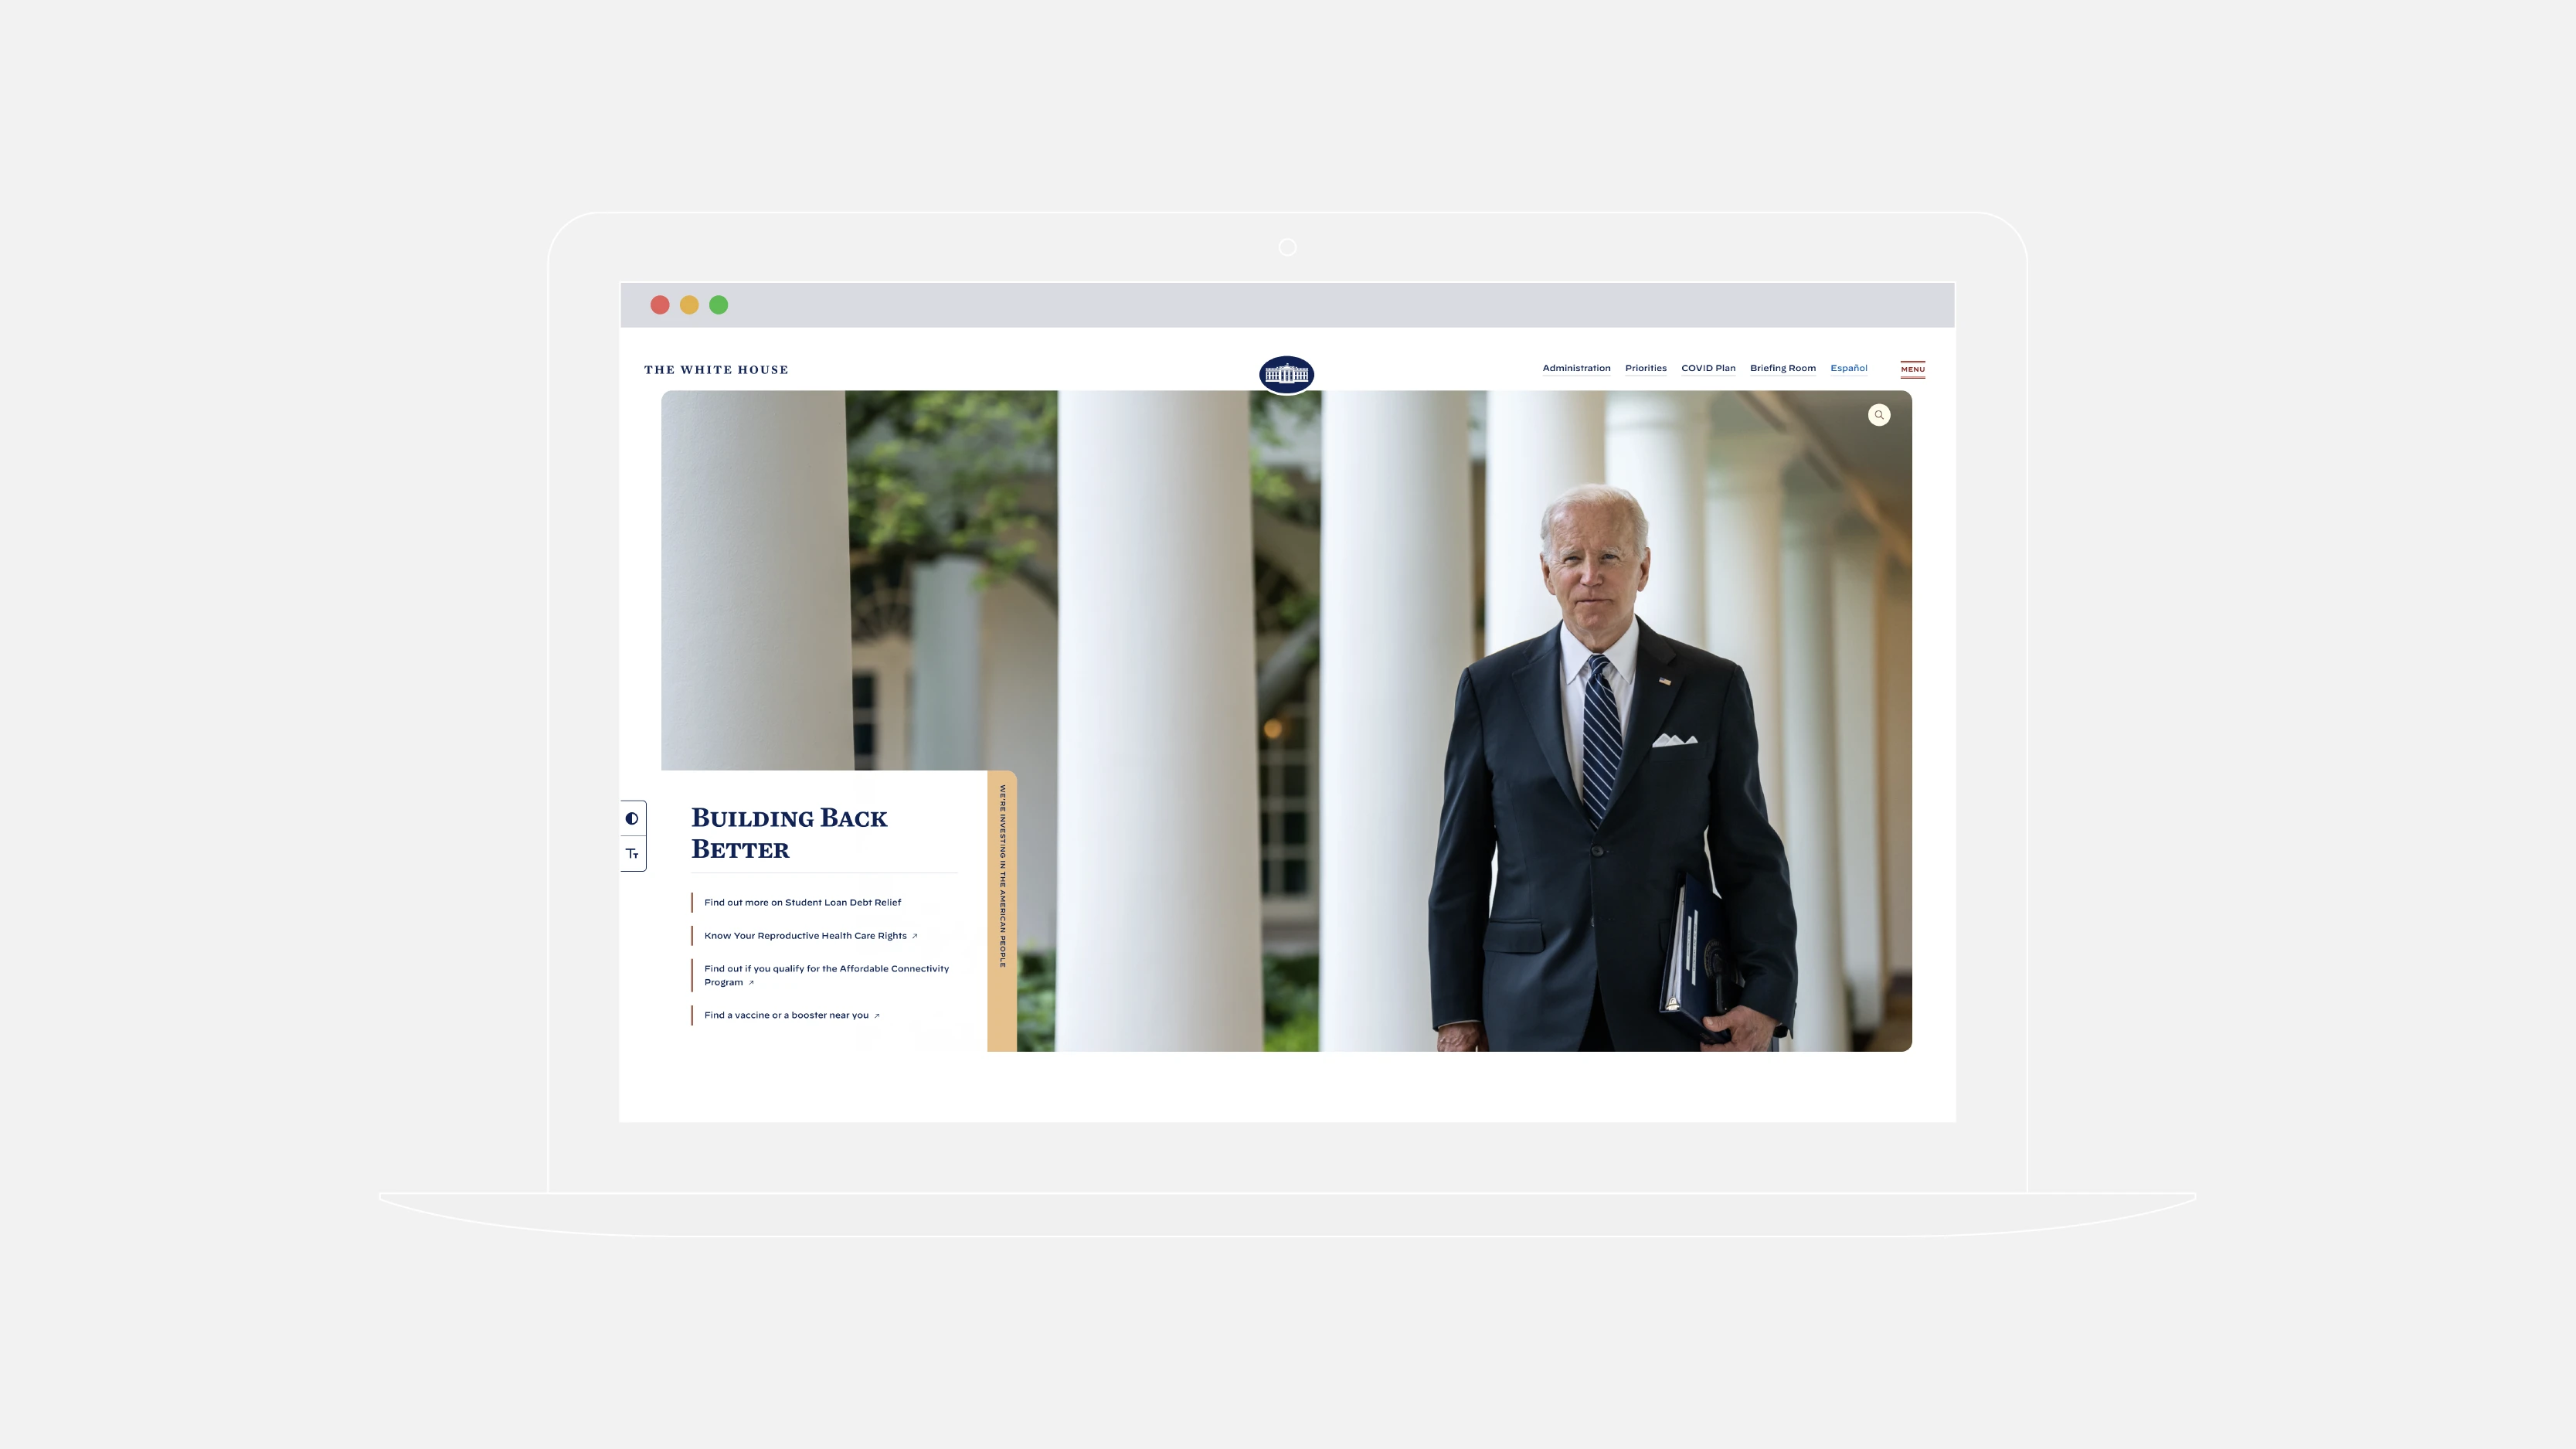 THE WHITE HOUSE
Administration Priorities COVID Plan Briefing Room Español MENU
BUILDING BACK
BETTER
Find out more on Student Loan Debt Relief
Know Your Reproductive Health Care Rights ↗
Find out if you qualify for the Affordable Connectivity
Program ↗
Find a vaccine or a booster near you ↗
WE'RE INVESTING IN THE AMERICAN PEOPLE
Tт